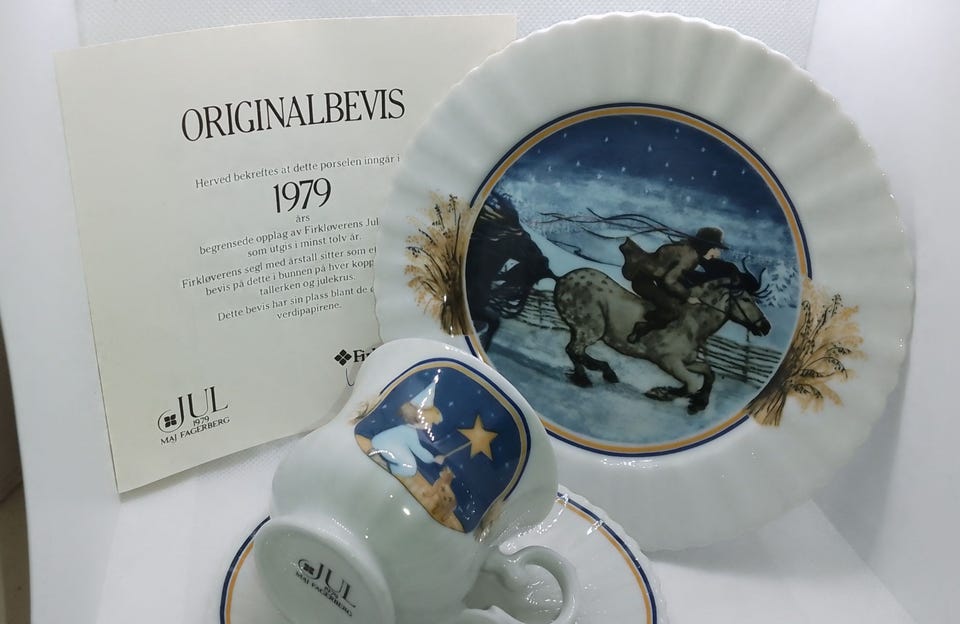 ORIGINALBEVIS
Herved bekreftes at dette porselen inngår i
1979
års
begrensede opplag av Firkløverens Jul
som utgis i minst tolv år.
Firkløverens segl med årstall sitter som et
bevis på dette i bunnen på hver kopp
tallerken og julekrus.
Dette bevis har sin plass blant de
verdipapirene.
JUL
1979
MAJ FAGERBERG
JUL
1979
MAJ FAGERBERG